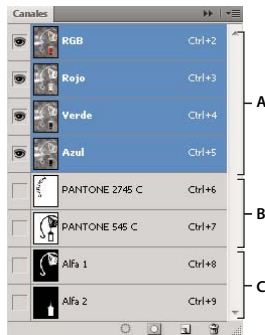 Canales
RGB Ctrl+2
Rojo Ctrl+3
A
Verde Ctrl+4
Azul Ctrl+5
PANTONE 2745 C Ctrl+6
B
PANTONE 545 C Ctrl+7
Alfa 1 Ctrl+8
C
Alfa 2 Ctrl+9